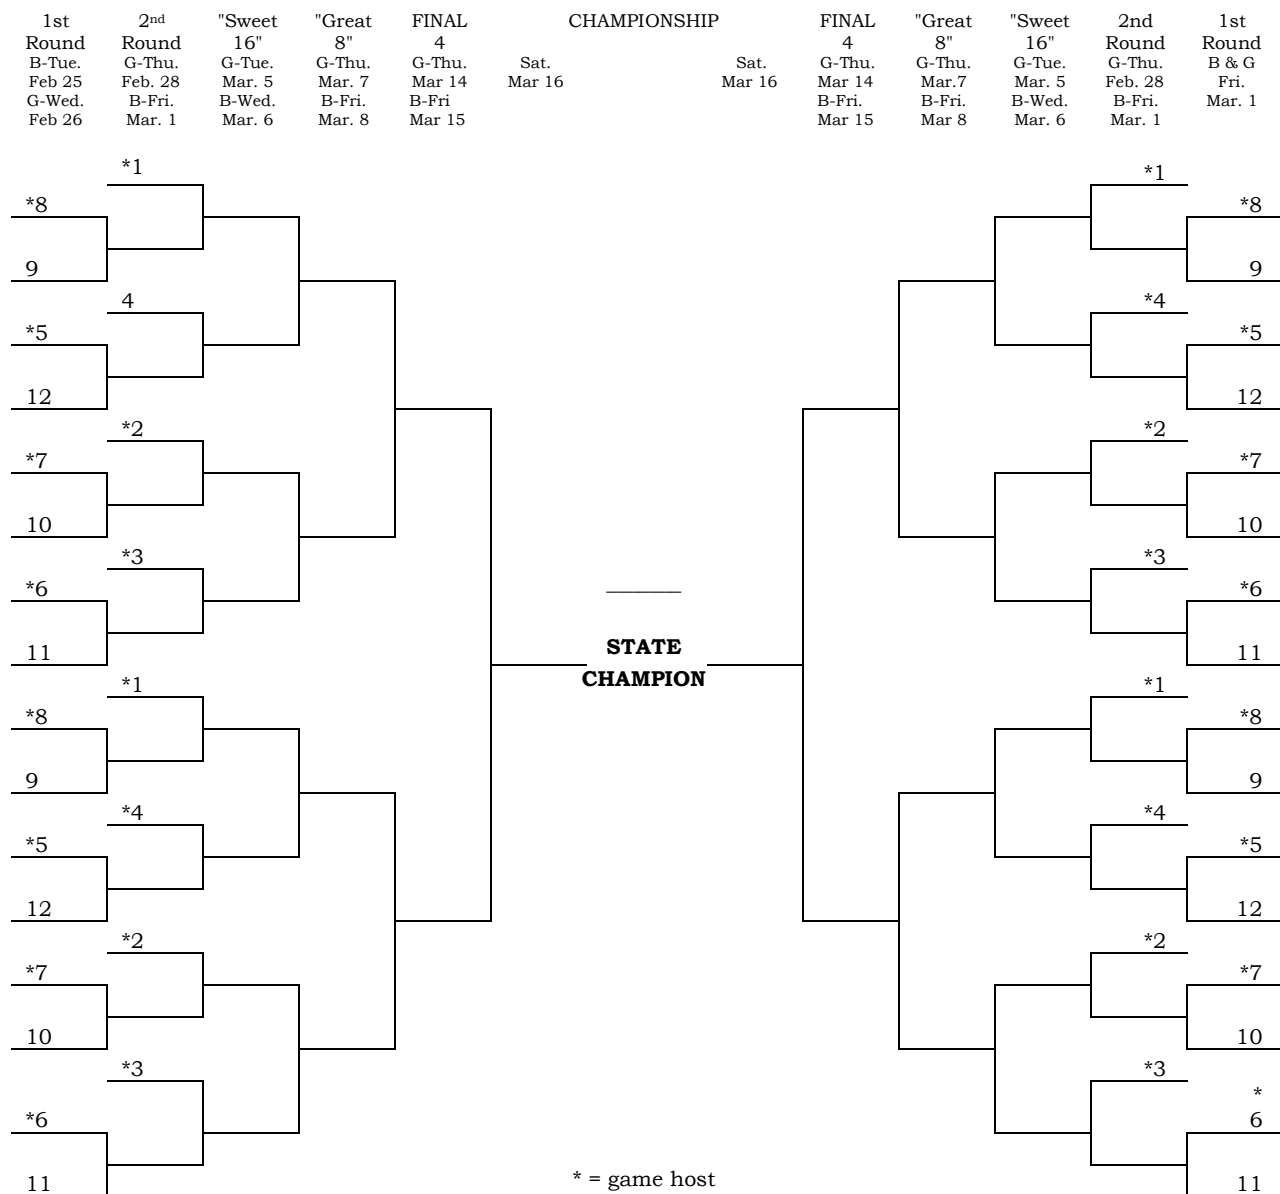 1st
Round
B-Tue.
Feb 25
G-Wed.
Feb 26
2nd
Round
G-Thu.
Feb. 28
B-Fri.
Mar. 1
"Sweet
16"
G-Tue.
Mar. 5
B-Wed.
Mar. 6
"Great
8"
G-Thu.
Mar. 7
B-Fri.
Mar. 8
FINAL
4
G-Thu.
Mar 14
B-Fri
Mar 15
CHAMPIONSHIP
Sat.
Mar 16
Sat.
Mar 16
FINAL
4
G-Thu.
Mar 14
B-Fri.
Mar 15
"Great
8"
G-Thu.
Mar.7
B-Fri.
Mar 8
"Sweet
16"
G-Tue.
Mar. 5
B-Wed.
Mar. 6
2nd
Round
G-Thu.
Feb. 28
B-Fri.
Mar. 1
1st
Round
B & G
Fri.
Mar. 1
*1
*8
9
4
*5
12
*2
*7
10
*3
*6
11
*1
*8
9
*4
*5
12
*2
*7
10
*3
*6
11
STATE
CHAMPION
* = game host
*1
*8
9
*4
*5
12
*2
*7
10
*3
*6
11
*1
*8
9
*4
*5
12
*2
*7
10
*3
*
6
11